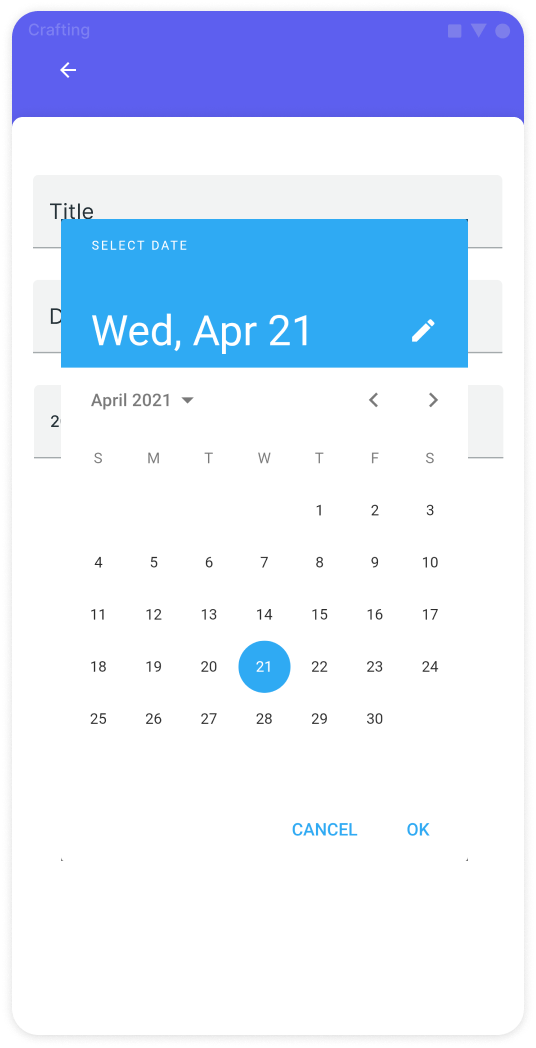 Crafting
Title
SELECT DATE
Wed, Apr 21
D
April 2021
2
S M T W T F S
1 2 3
4 5 6 7 8 9 10
11 12 13 14 15 16 17
18 19 20 21 22 23 24
25 26 27 28 29 30
CANCEL OK